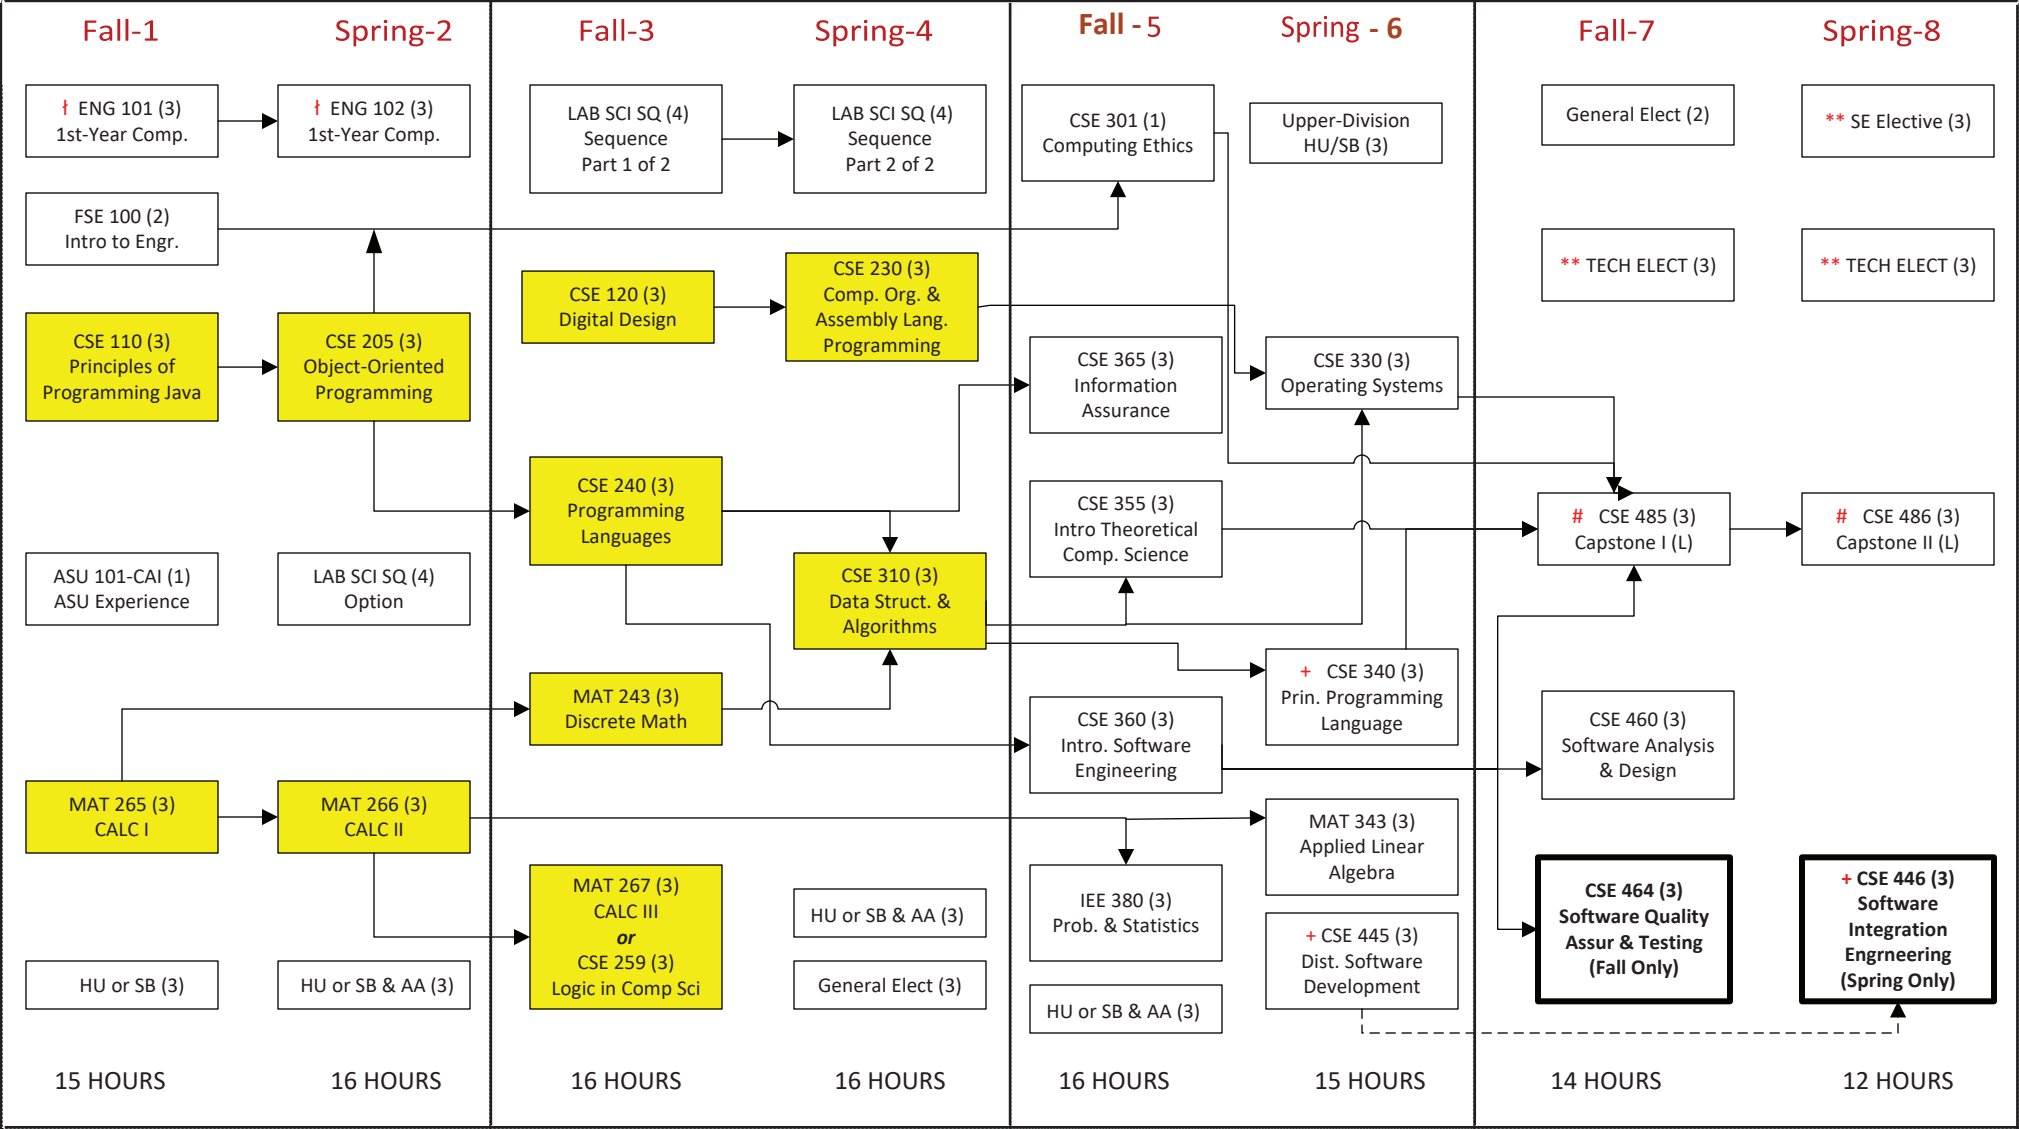 Fall-1
Spring-2
Fall-3
Spring-4
Fall - 5
Spring - 6
Fall-7
Spring-8
ƚ ENG 101 (3)
1st-Year Comp.
FSE 100 (2)
Intro to Engr.
CSE 110 (3)
Principles of
Programming Java
ASU 101-CAI (1)
ASU Experience
MAT 265 (3)
CALC I
HU or SB (3)
15 HOURS
ƚ ENG 102 (3)
1st-Year Comp.
CSE 205 (3)
Object-Oriented
Programming
LAB SCI SQ (4)
Option
MAT 266 (3)
CALC II
HU or SB & AA (3)
16 HOURS
LAB SCI SQ (4)
Sequence
Part 1 of 2
CSE 120 (3)
Digital Design
CSE 240 (3)
Programming
Languages
MAT 243 (3)
Discrete Math
MAT 267 (3)
CALC III
or
CSE 259 (3)
Logic in Comp Sci
16 HOURS
LAB SCI SQ (4)
Sequence
Part 2 of 2
CSE 230 (3)
Comp. Org. &
Assembly Lang.
Programming
CSE 310 (3)
Data Struct. &
Algorithms
HU or SB & AA (3)
General Elect (3)
16 HOURS
CSE 301 (1)
Computing Ethics
CSE 365 (3)
Information
Assurance
CSE 355 (3)
Intro Theoretical
Comp. Science
CSE 360 (3)
Intro. Software
Engineering
IEE 380 (3)
Prob. & Statistics
HU or SB & AA (3)
16 HOURS
Upper-Division
HU/SB (3)
CSE 330 (3)
Operating Systems
+ CSE 340 (3)
Prin. Programming
Language
MAT 343 (3)
Applied Linear
Algebra
+ CSE 445 (3)
Dist. Software
Development
15 HOURS
General Elect (2)
** TECH ELECT (3)
# CSE 485 (3)
Capstone I (L)
CSE 460 (3)
Software Analysis
& Design
CSE 464 (3)
Software Quality
Assur & Testing
(Fall Only)
14 HOURS
** SE Elective (3)
** TECH ELECT (3)
# CSE 486 (3)
Capstone II (L)
+ CSE 446 (3)
Software
Integration
Engrneering
(Spring Only)
12 HOURS